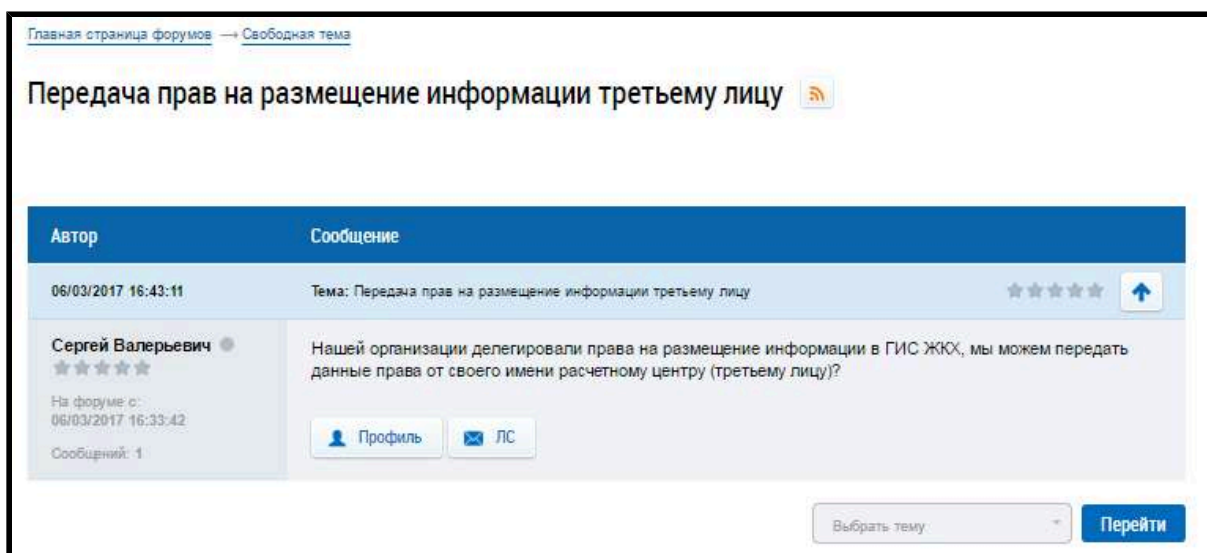 Главная страница форумов → Свободная тема
Передача прав на размещение информации третьему лицу
Автор Сообщение
06/03/2017 16:43:11 Тема: Передача прав на размещение информации третьему лицу
Сергей Валерьевич
Нашей организации делегировали права на размещение информации в ГИС ЖКХ, мы можем передать
данные права от своего имени расчетному центру (третьему лицу)?
На форуме с:
06/03/2017 16:33:42
Сообщений: 1
Профиль ЛС
Выбрать тему Перейти